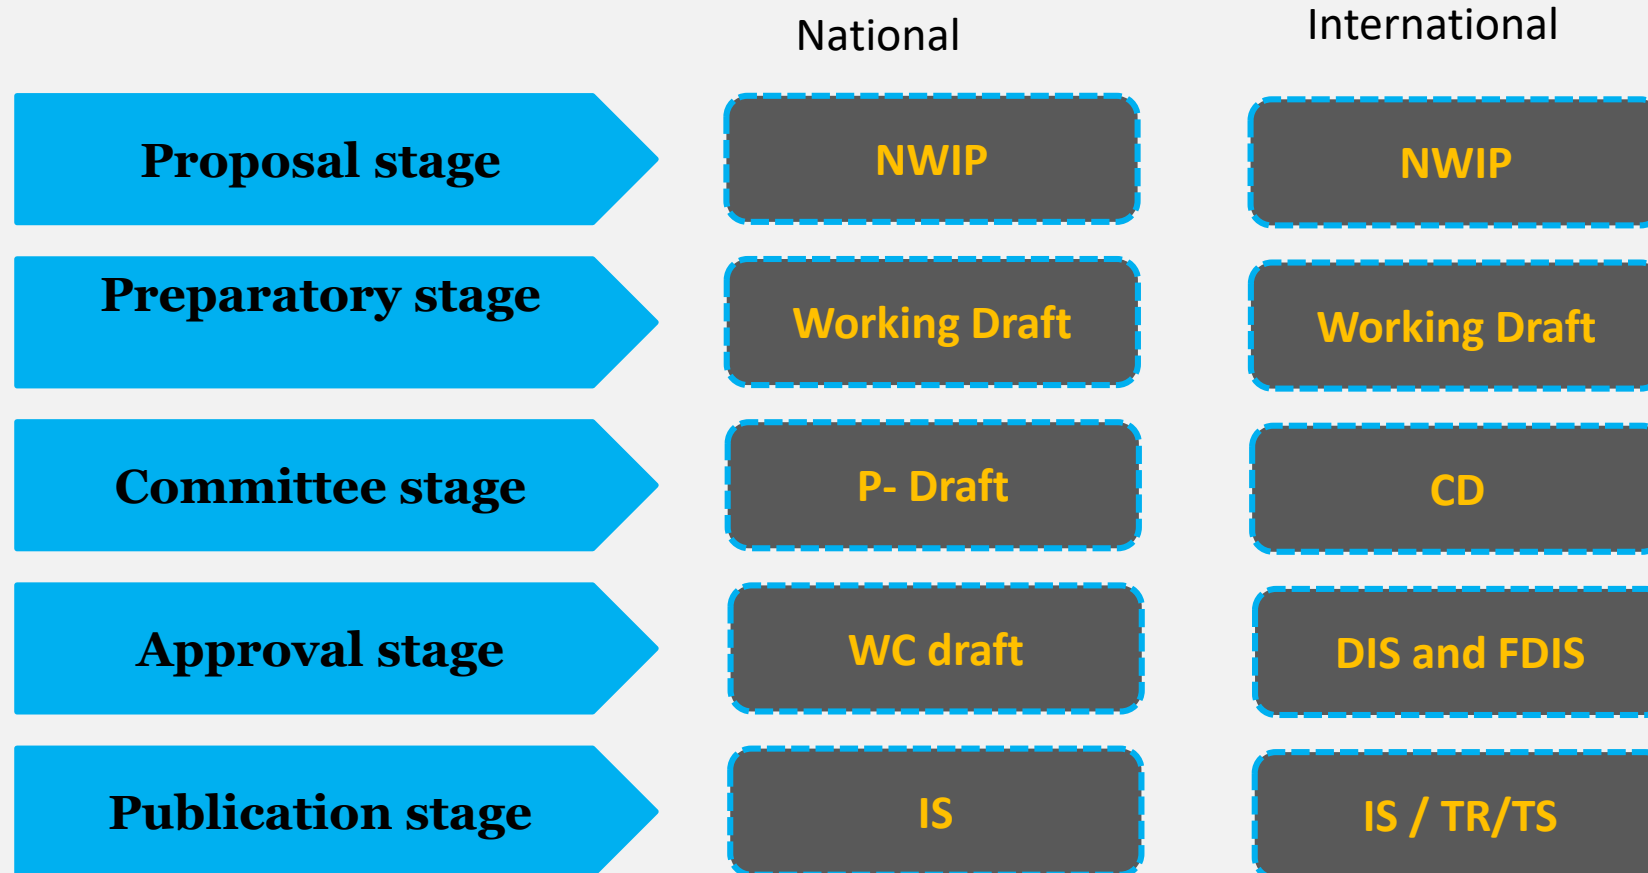 National
International
Proposal stage
NWIP
NWIP
Preparatory stage
Working Draft
Working Draft
Committee stage
P- Draft
CD
Approval stage
WC draft
DIS and FDIS
Publication stage
IS
IS / TR/TS